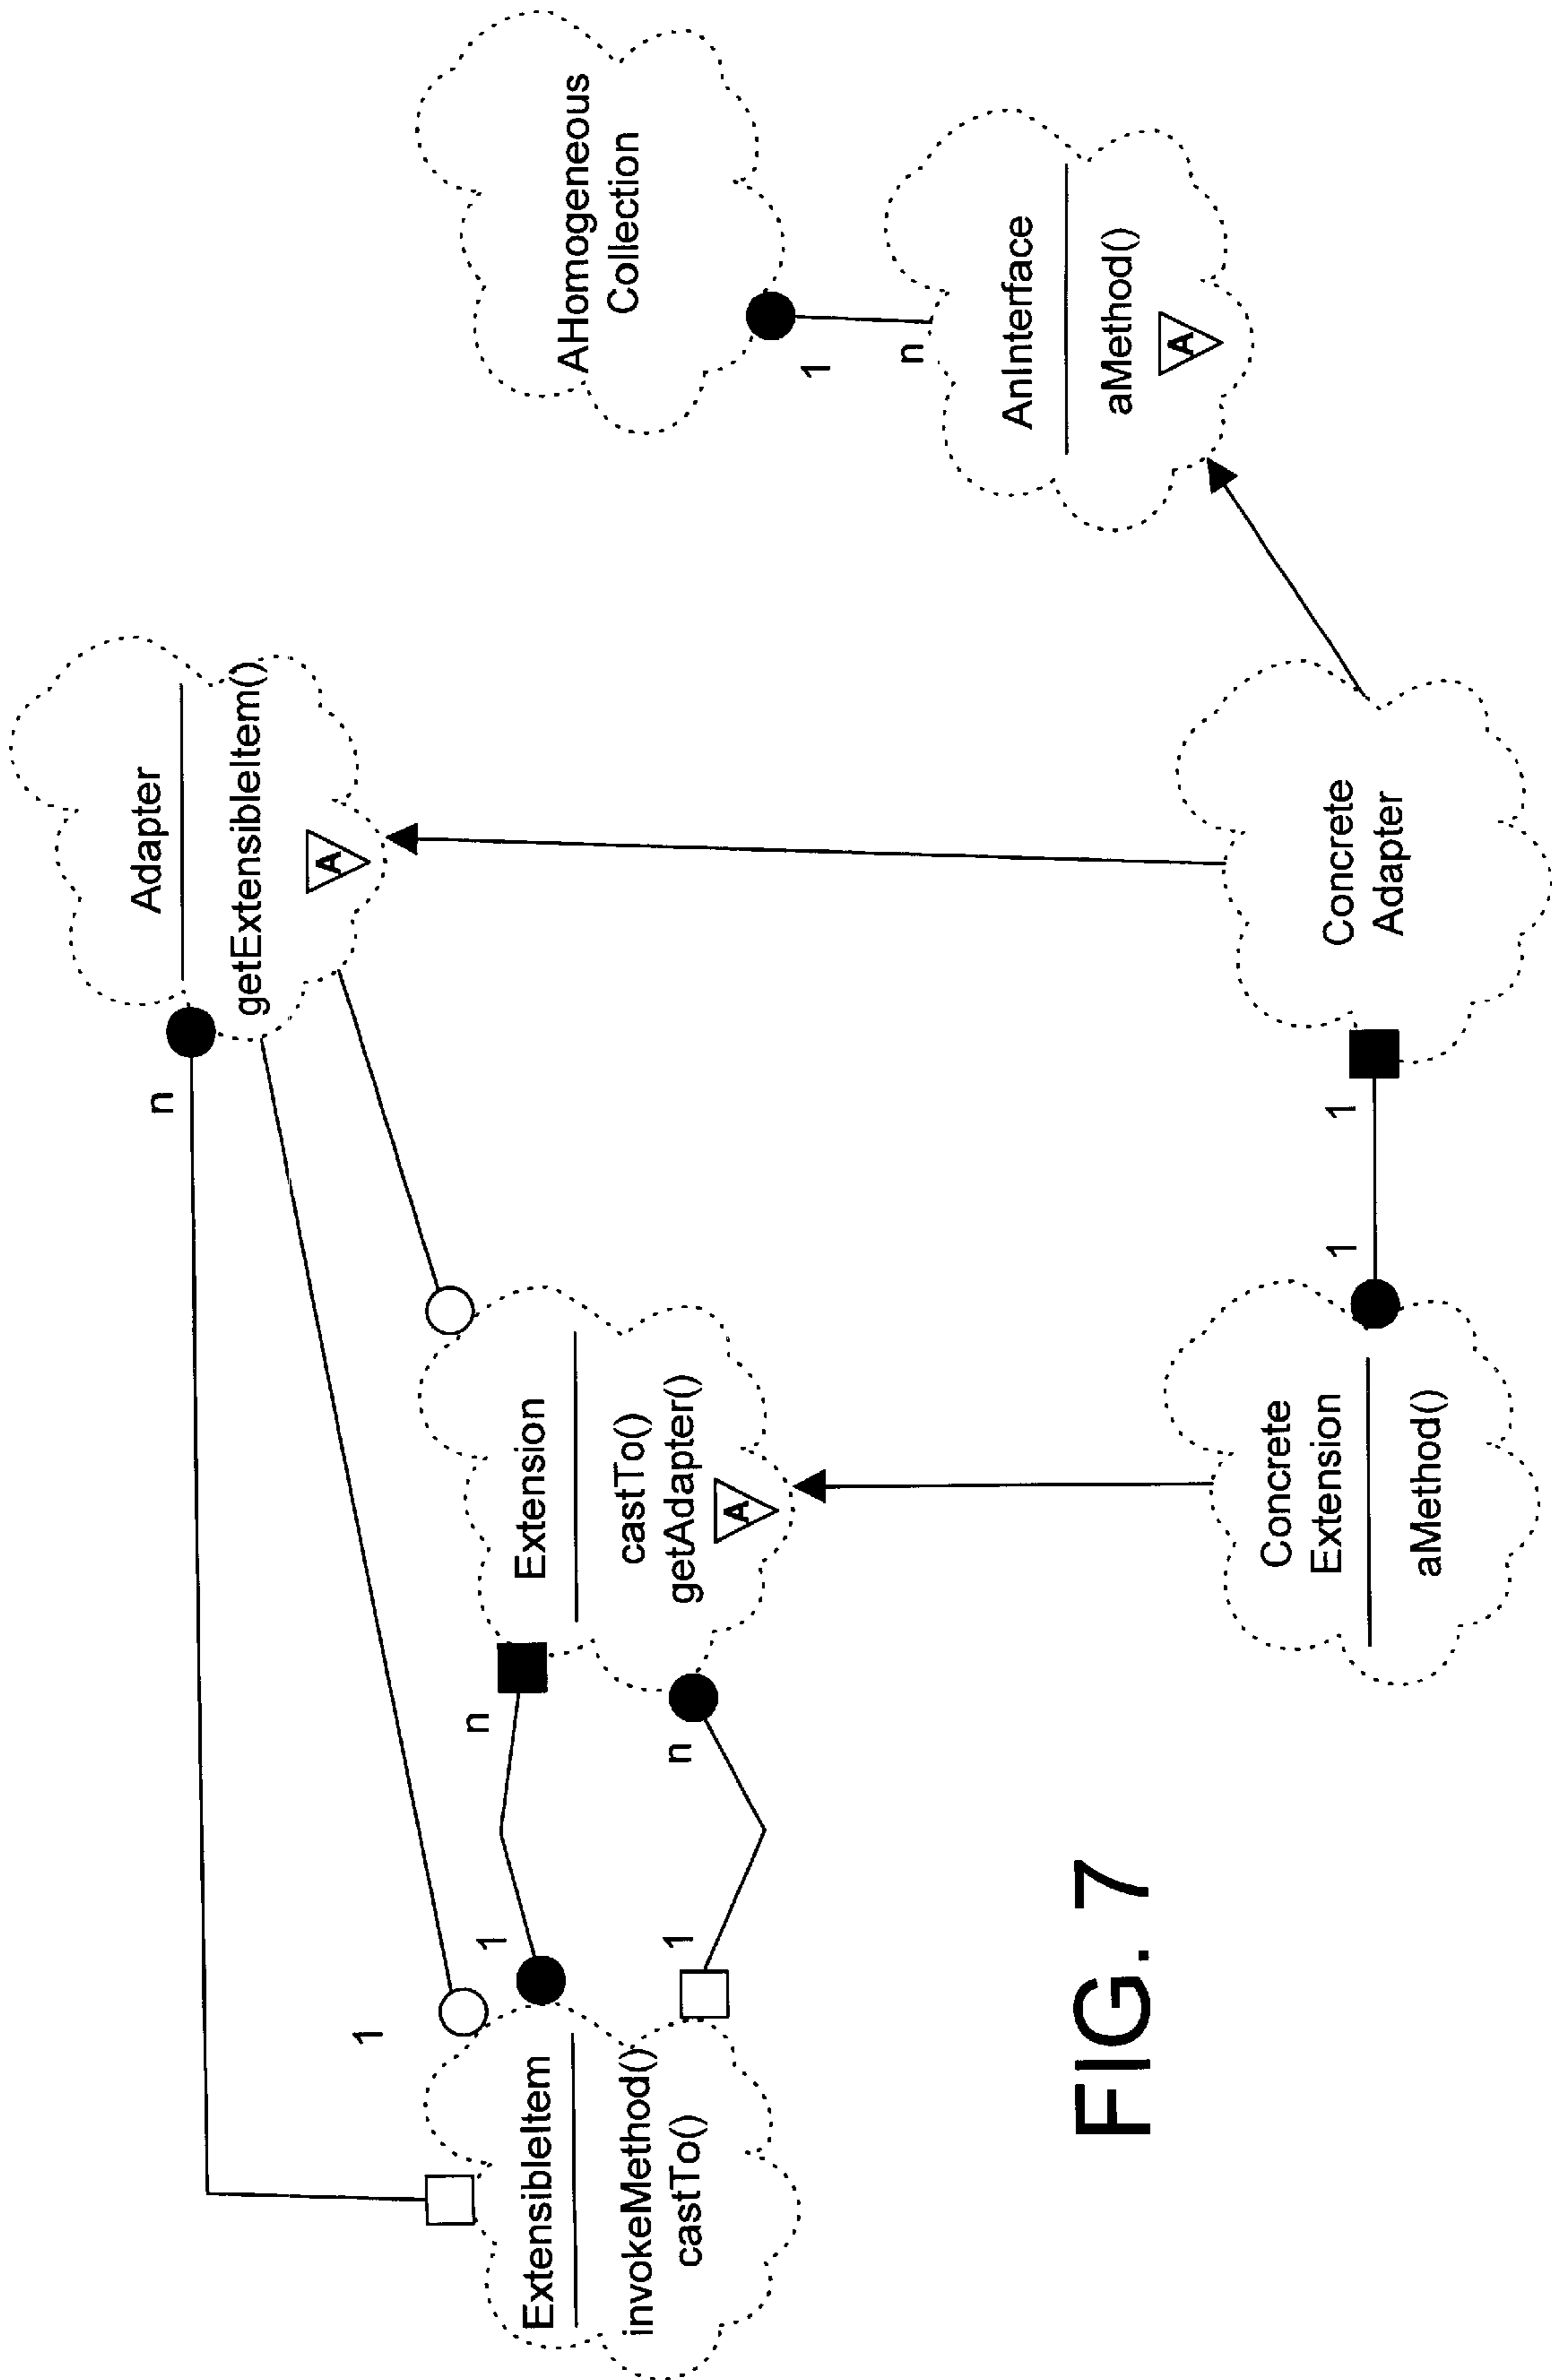 Adapter
getExtensibleItem()
A
n
1
ExtensibleItem
invokeMethod()
castTo()
1
n
1
n
Extension
castTo()
getAdapter()
A
AHomogeneous
Collection
1
n
AnInterface
aMethod()
A
Concrete
Extension
aMethod()
1
1
Concrete
Adapter
FIG. 7